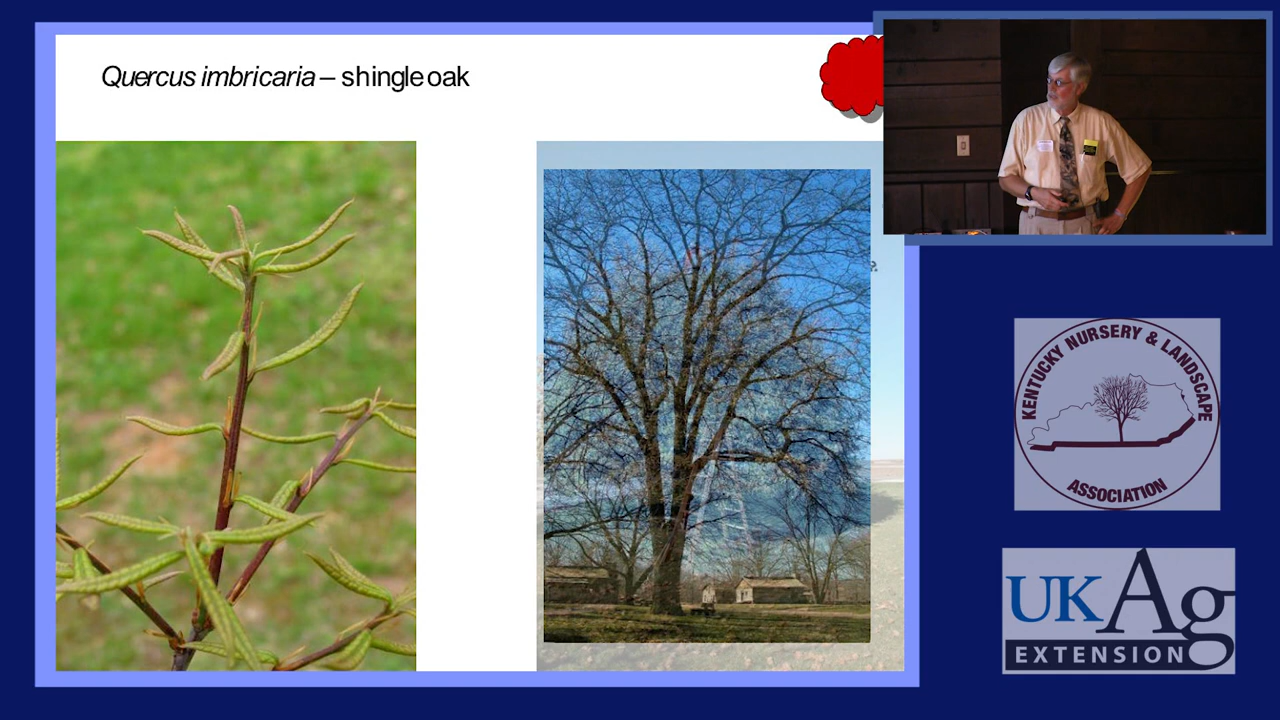 Quercus imbricaria – shingle oak
KENTUCKY NURSERY & LANDSCAPE
ASSOCIATION
UKAg
EXTENSION